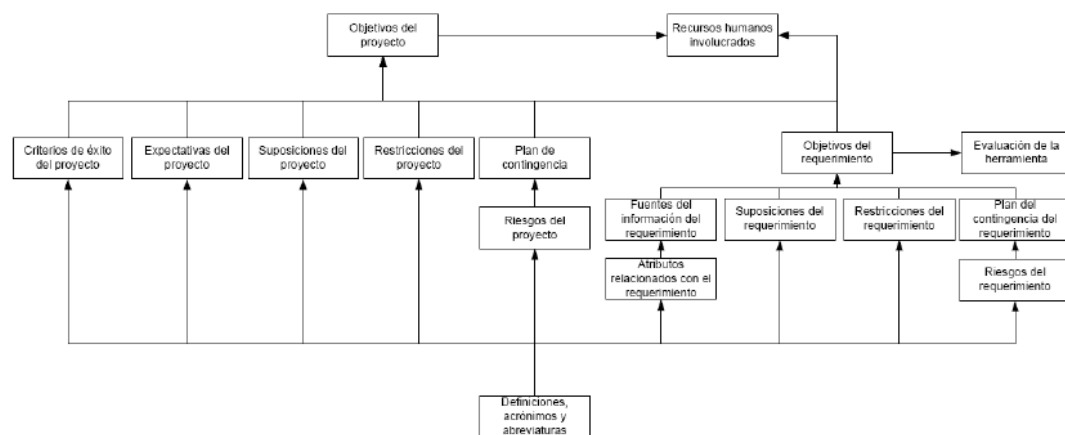 Objetivos del
proyecto
Recursos humanos
involucrados
Criterios de éxito
del proyecto
Expectativas del
proyecto
Suposiciones del
proyecto
Restricciones del
proyecto
Plan de
contingencia
Objetivos del
requerimiento
Evaluación de la
herramienta
Riesgos del
proyecto
Fuentes del
información del
requerimiento
Suposiciones del
requerimiento
Restricciones del
requerimiento
Plan del
contingencia del
requerimiento
Atributos
relacionados con el
requerimiento
Riesgos del
requerimiento
Definiciones,
acrónimos y
abreviaturas